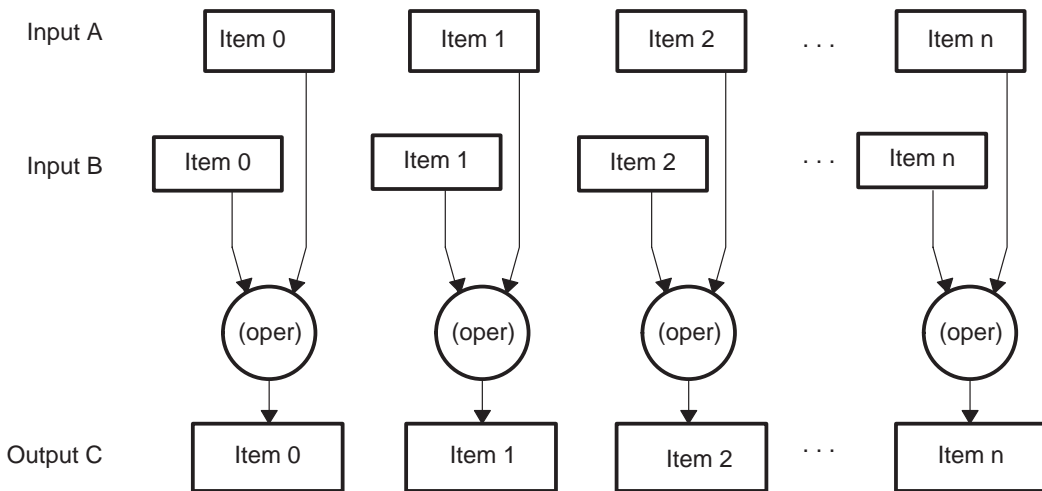 Input A Item 0 Item 1 Item 2 . . . Item n
Input B Item 0 Item 1 Item 2 . . . Item n
(oper) (oper) (oper) (oper)
Output C Item 0 Item 1 Item 2 . . . Item n